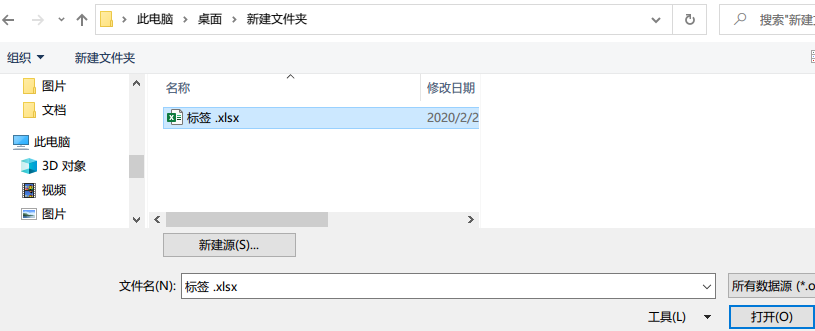 此电脑 桌面 新建文件夹 搜索"新建
组织 新建文件夹
图片 名称 修改日期
文档 标签 .xlsx 2020/2/2
此电脑
3D 对象
视频
图片
新建源(S)...
文件名(N): 标签 .xlsx 所有数据源 (*.o
工具(L) 打开(O)